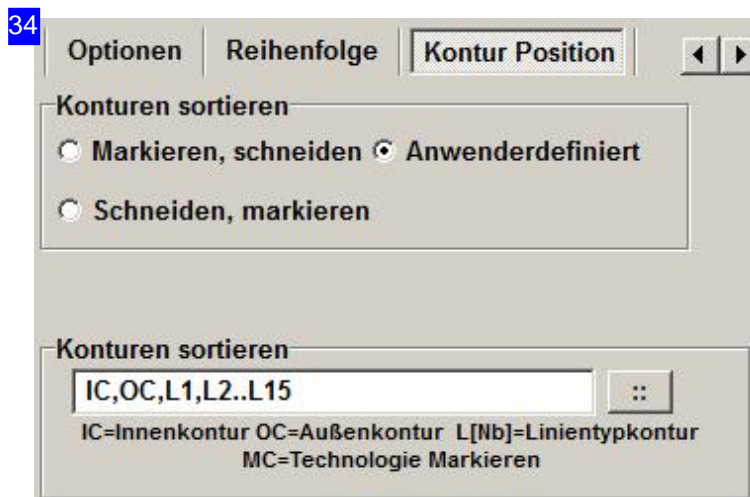 34
Optionen Reihenfolge Kontur Position
Konturen sortieren
Markieren, schneiden Anwenderdefiniert
Schneiden, markieren
Konturen sortieren
IC,OC,L1,L2..L15 ::
IC=Innenkontur OC=Außenkontur L[Nb]=Linientypkontur
MC=Technologie Markieren